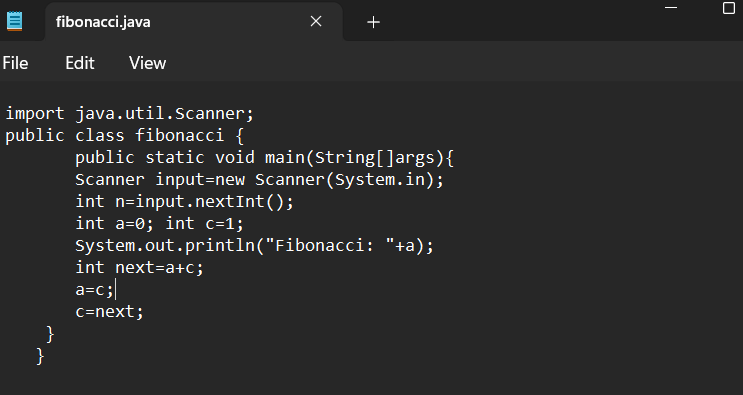 fibonacci.java
File Edit View
import java.util.Scanner;
public class fibonacci {
public static void main(String[]args){
Scanner input=new Scanner(System.in);
int n=input.nextInt();
int a=0; int c=1;
System.out.println("Fibonacci: "+a);
int next=a+c;
a=c;
c=next;
}
}